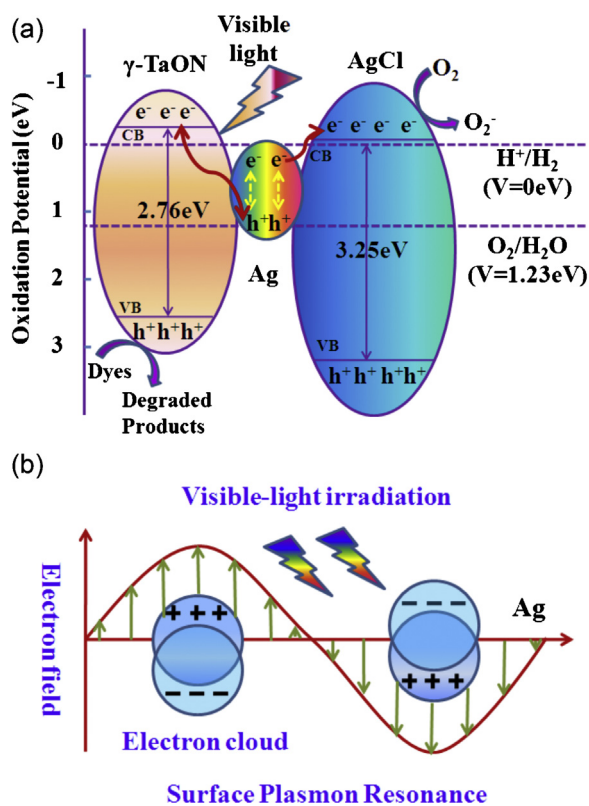 (a)
Visible
light
γ-TaON
AgCl
O₂
O₂⁻
Oxidation Potential (eV)
-1
0
1
2
3
e⁻ e⁻ e⁻
CB
2.76eV
VB
h⁺h⁺h⁺
Dyes
Degraded
Products
e⁻ e⁻
h⁺h⁺
Ag
e⁻ e⁻ e⁻ e⁻
CB
3.25eV
VB
h⁺h⁺ h⁺h⁺
H⁺/H₂
(V=0eV)
O₂/H₂O
(V=1.23eV)
(b)
Visible-light irradiation
Electron field
+ + +
− − −
Electron cloud
− − −
+ + +
Ag
Surface Plasmon Resonance